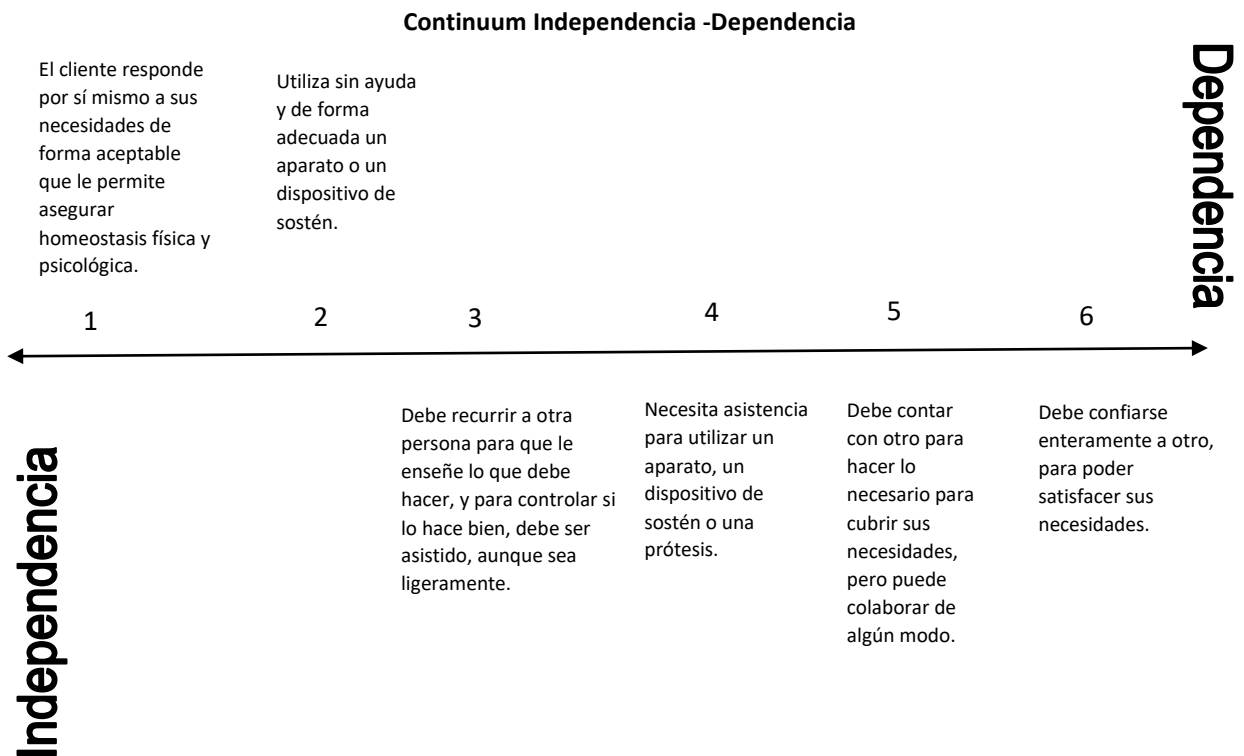 Continuum Independencia -Dependencia
El cliente responde
por sí mismo a sus
necesidades de
forma aceptable
que le permite
asegurar
homeostasis física y
psicológica.
Utiliza sin ayuda
y de forma
adecuada un
aparato o un
dispositivo de
sostén.
Dependencia
1
2
3
4
5
6
Independencia
Debe recurrir a otra
persona para que le
enseñe lo que debe
hacer, y para controlar si
lo hace bien, debe ser
asistido, aunque sea
ligeramente.
Necesita asistencia
para utilizar un
aparato, un
dispositivo de
sostén o una
prótesis.
Debe contar
con otro para
hacer lo
necesario para
cubrir sus
necesidades,
pero puede
colaborar de
algún modo.
Debe confiarse
enteramente a otro,
para poder
satisfacer sus
necesidades.